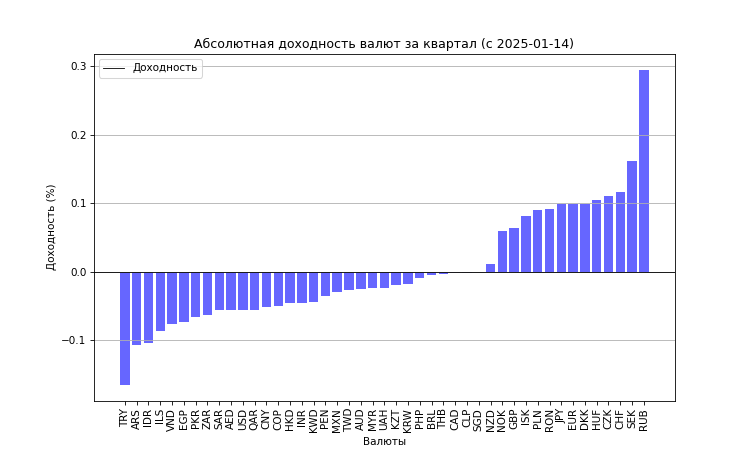 Абсолютная доходность валют за квартал (с 2025-01-14)
Доходность
0.3
0.2
0.1
0.0
−0.1
Доходность (%)
TRY ARS IDR ILS VND EGP PKR ZAR SAR AED USD QAR CNY COP HKD INR KWD PEN MXN TWD AUD MYR UAH KZT KRW PHP BRL THB CAD CLP SGD NZD NOK GBP ISK PLN RON JPY EUR DKK HUF CZK CHF SEK RUB
Валюты